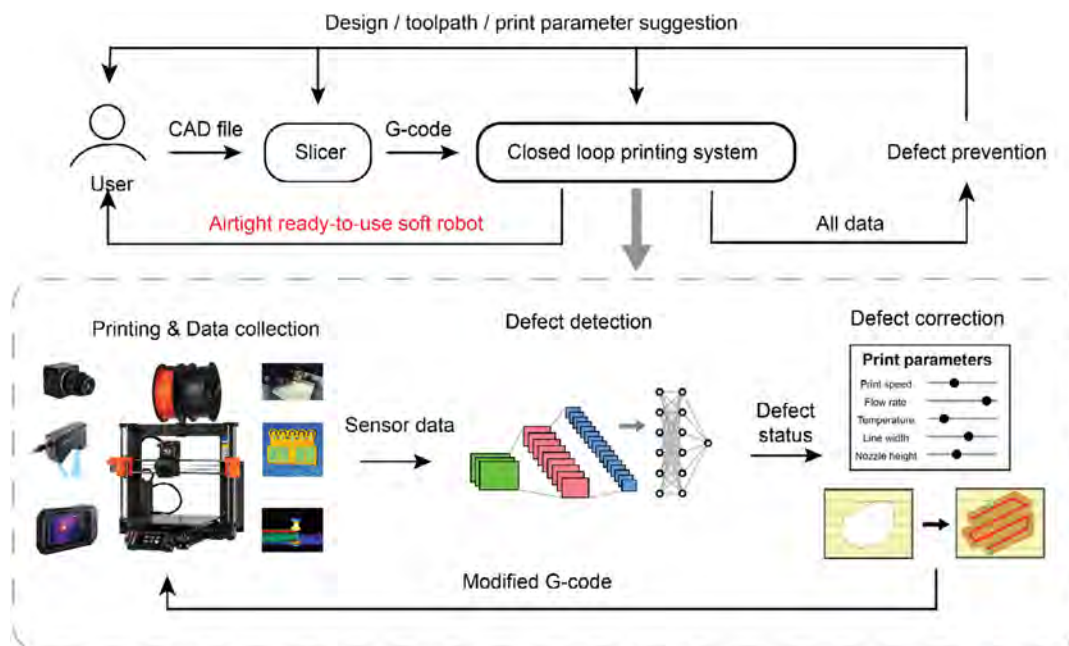 Design / toolpath / print parameter suggestion
CAD file
G-code
Slicer
Closed loop printing system
Defect prevention
User
Airtight ready-to-use soft robot
All data
Printing & Data collection
Defect detection
Defect correction
Print parameters
Print speed
Flow rate
Temperature
Line width
Nozzle height
Sensor data
Defect
status
Modified G-code